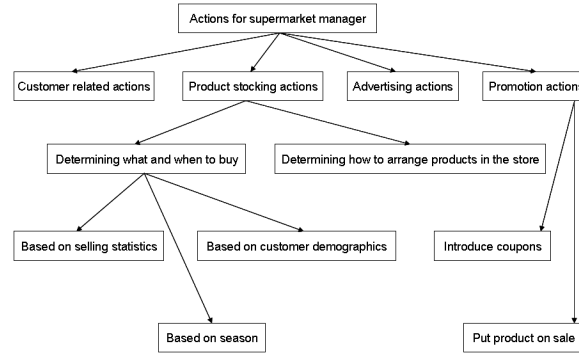 Actions for supermarket manager
Customer related actions
Product stocking actions
Advertising actions
Promotion actions
Determining what and when to buy
Determining how to arrange products in the store
Based on selling statistics
Based on customer demographics
Introduce coupons
Based on season
Put product on sale